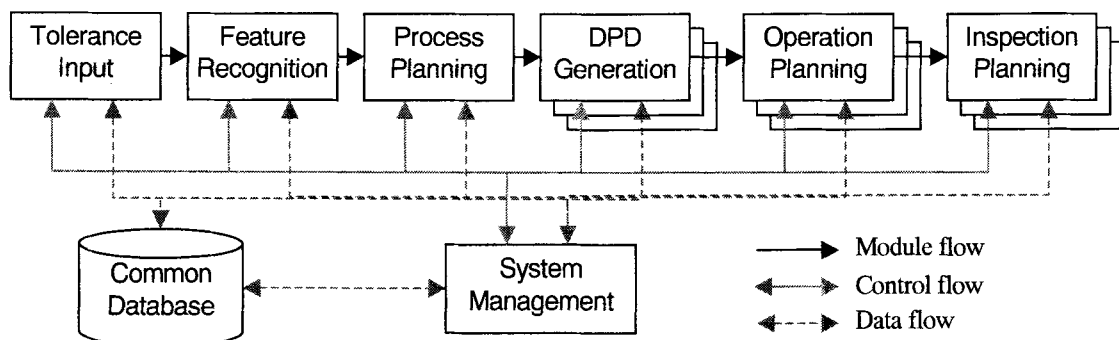 Tolerance
Input
Feature
Recognition
Process
Planning
DPD
Generation
Operation
Planning
Inspection
Planning
Common
Database
System
Management
Module flow
Control flow
Data flow